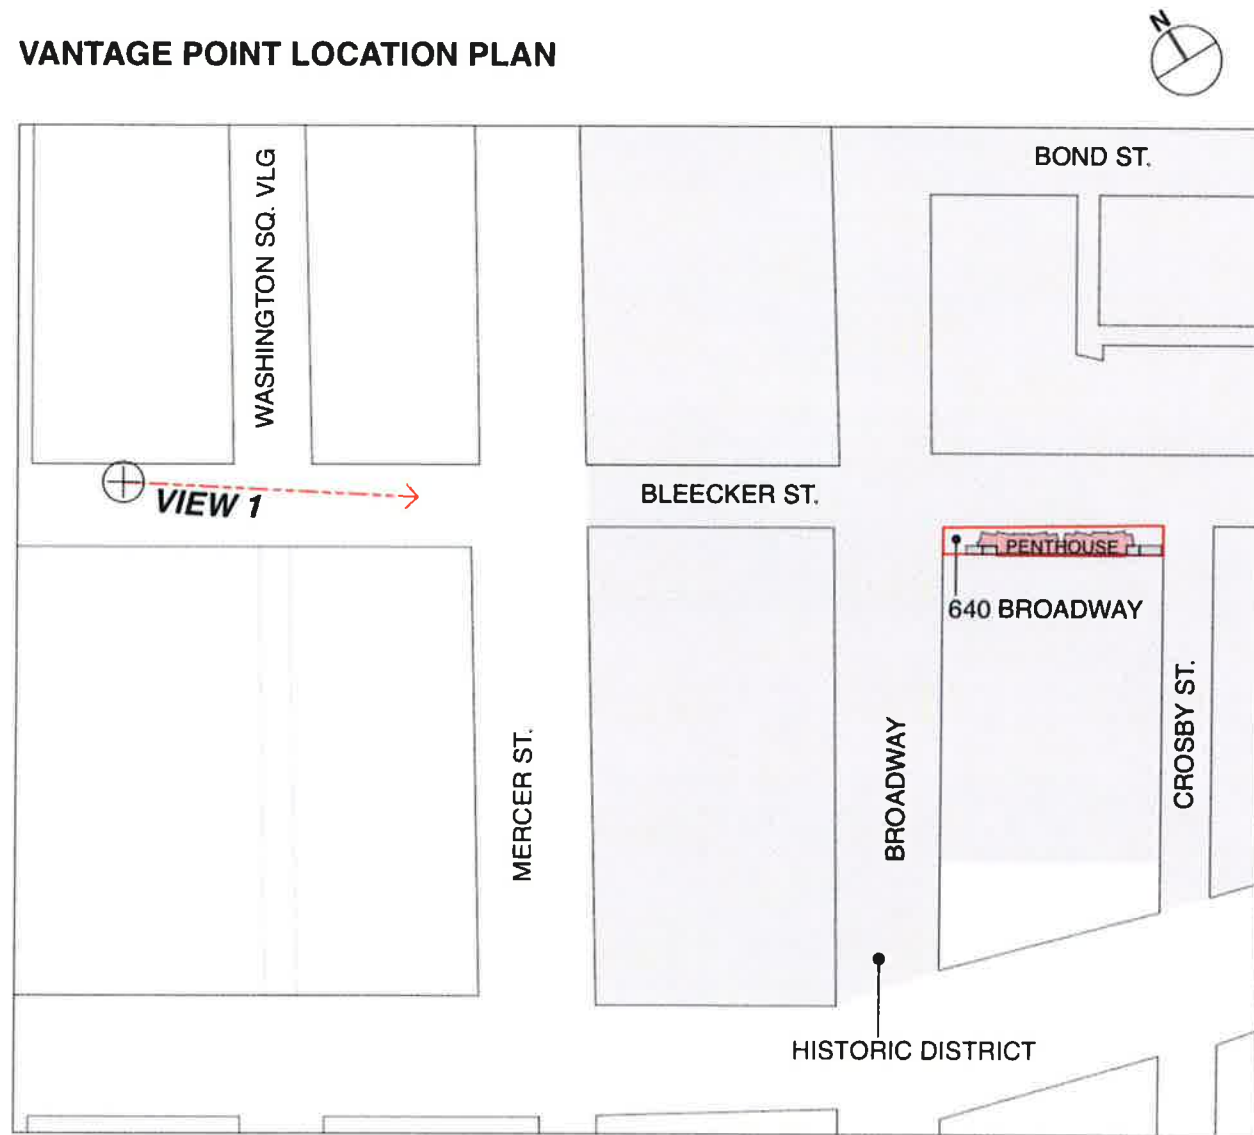 N
VANTAGE POINT LOCATION PLAN
BOND ST.
WASHINGTON SQ. VLG
VIEW 1
BLEECKER ST.
PENTHOUSE
640 BROADWAY
MERCER ST.
BROADWAY
CROSBY ST.
HISTORIC DISTRICT